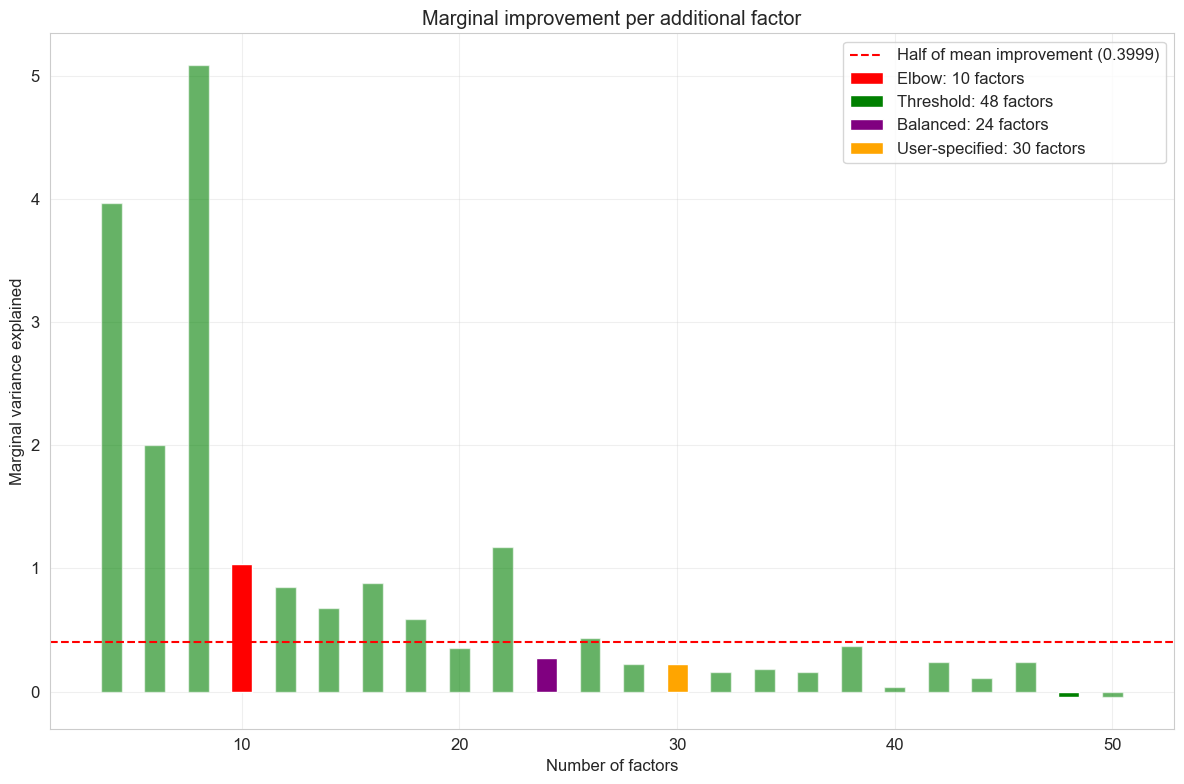 Marginal improvement per additional factor
Half of mean improvement (0.3999)
Elbow: 10 factors
Threshold: 48 factors
Balanced: 24 factors
User-specified: 30 factors
Marginal variance explained
5
4
3
2
1
0
10 20 30 40 50
Number of factors